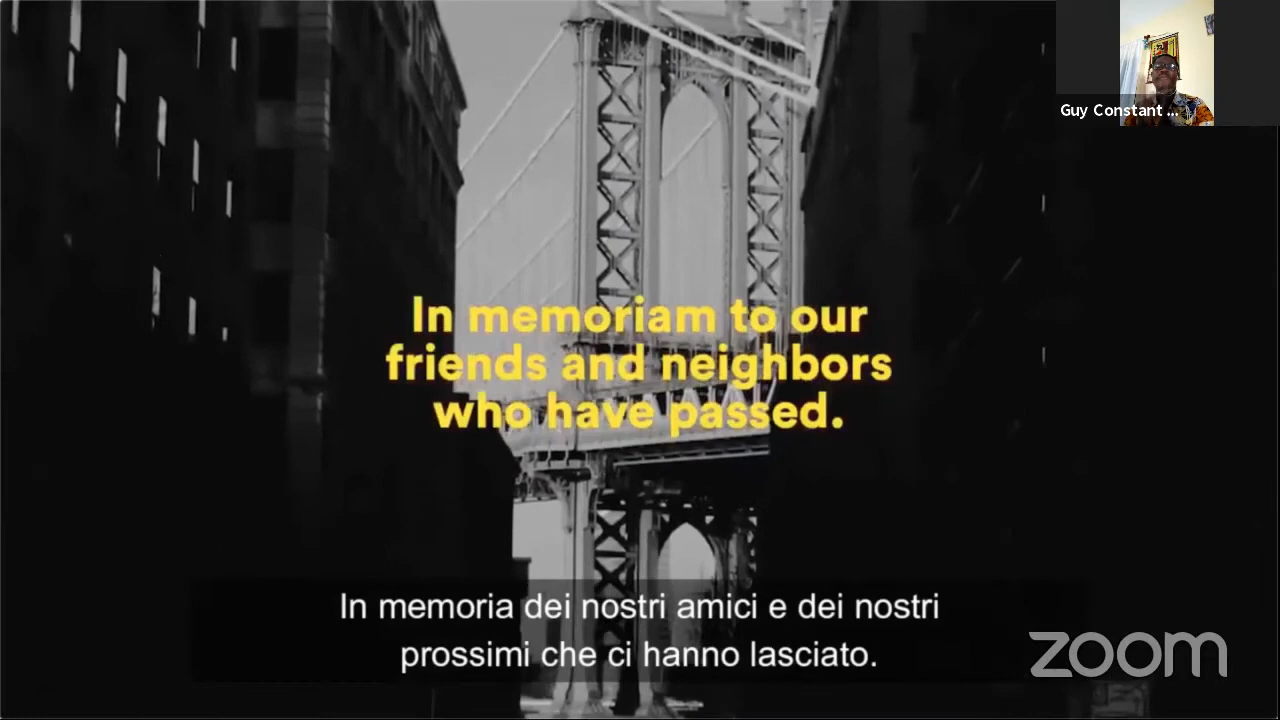 Guy Constant ...
In memoriam to our
friends and neighbors
who have passed.
In memoria dei nostri amici e dei nostri
prossimi che ci hanno lasciato.
zoom